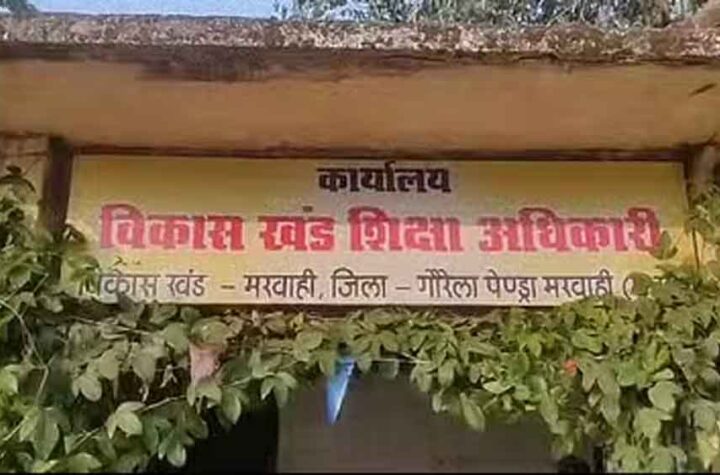 कार्यालय
विकास खंड शिक्षा अधिकारी
विकास खंड - मरवाही, जिला - गौरेला पेण्ड्रा मरवाही (